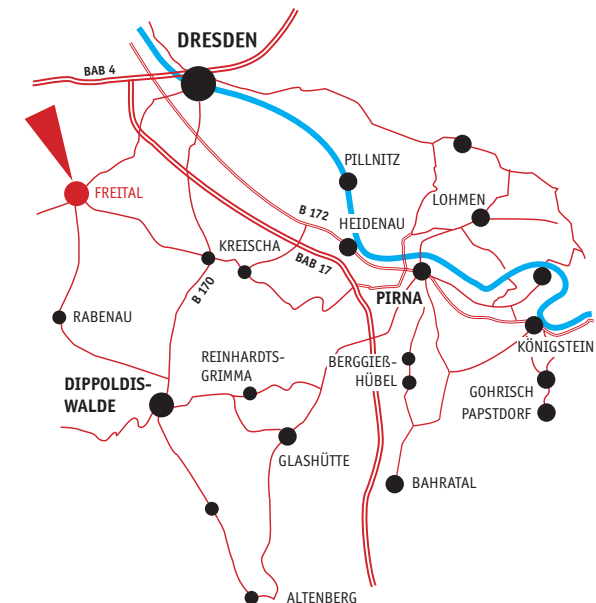 DRESDEN
BAB 4
PILLNITZ
FREITAL
LOHMEN
B 172
HEIDENAU
KREISCHA
BAB 17
B 170
PIRNA
RABENAU
KÖNIGSTEIN
REINHARDTS-
GRIMMA
BERGGIEß-
HÜBEL
DIPPOLDIS-
WALDE
GOHRISCH
PAPSTDORF
GLASHÜTTE
BAHRATAL
ALTENBERG